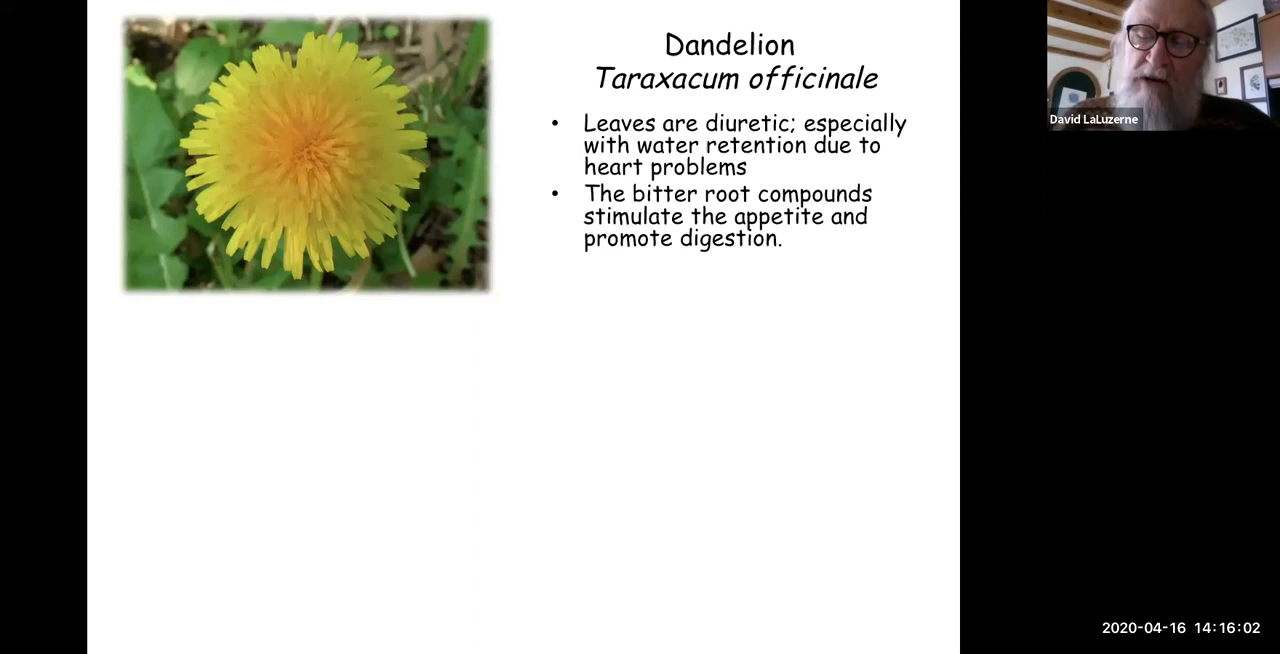 Dandelion
Taraxacum officinale
• Leaves are diuretic; especially
with water retention due to
heart problems
• The bitter root compounds
stimulate the appetite and
promote digestion.
David LaLuzerne
2020-04-16 14:16:02